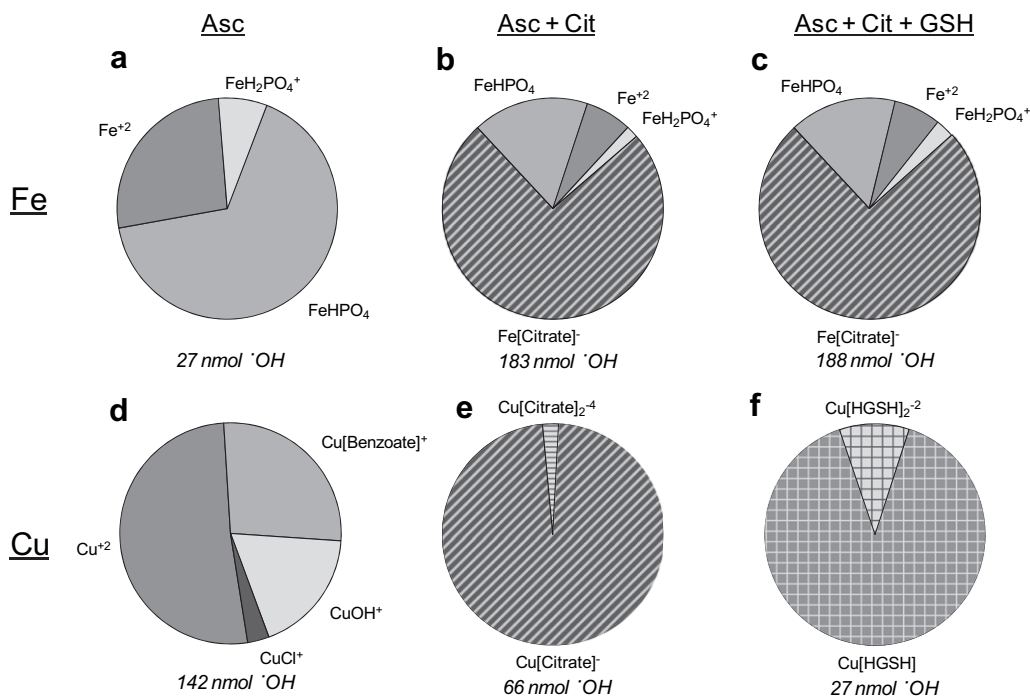 Asc
Asc + Cit
Asc + Cit + GSH
Fe
a
FeH₂PO₄⁺
Fe⁺²
FeHPO₄
27 nmol ˙OH
b
FeHPO₄
Fe⁺²
FeH₂PO₄⁺
Fe[Citrate]⁻
183 nmol ˙OH
c
FeHPO₄
Fe⁺²
FeH₂PO₄⁺
Fe[Citrate]⁻
188 nmol ˙OH
Cu
d
Cu[Benzoate]⁺
Cu⁺²
CuOH⁺
CuCl⁺
142 nmol ˙OH
e
Cu[Citrate]₂⁻⁴
Cu[Citrate]⁻
66 nmol ˙OH
f
Cu[HGSH]₂⁻²
Cu[HGSH]
27 nmol ˙OH